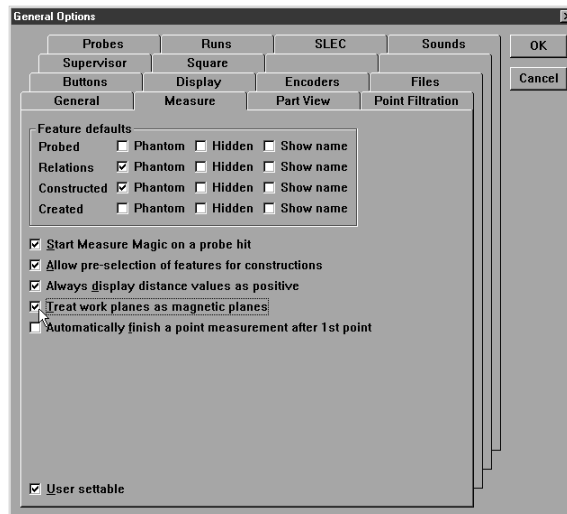 General Options
Probes Runs SLEC Sounds OK
Supervisor Square
Buttons Display Encoders Files Cancel
General Measure Part View Point Filtration
Feature defaults
Probed Phantom Hidden Show name
Relations Phantom Hidden Show name
Constructed Phantom Hidden Show name
Created Phantom Hidden Show name
Start Measure Magic on a probe hit
Allow pre-selection of features for constructions
Always display distance values as positive
Treat work planes as magnetic planes
Automatically finish a point measurement after 1st point
User settable